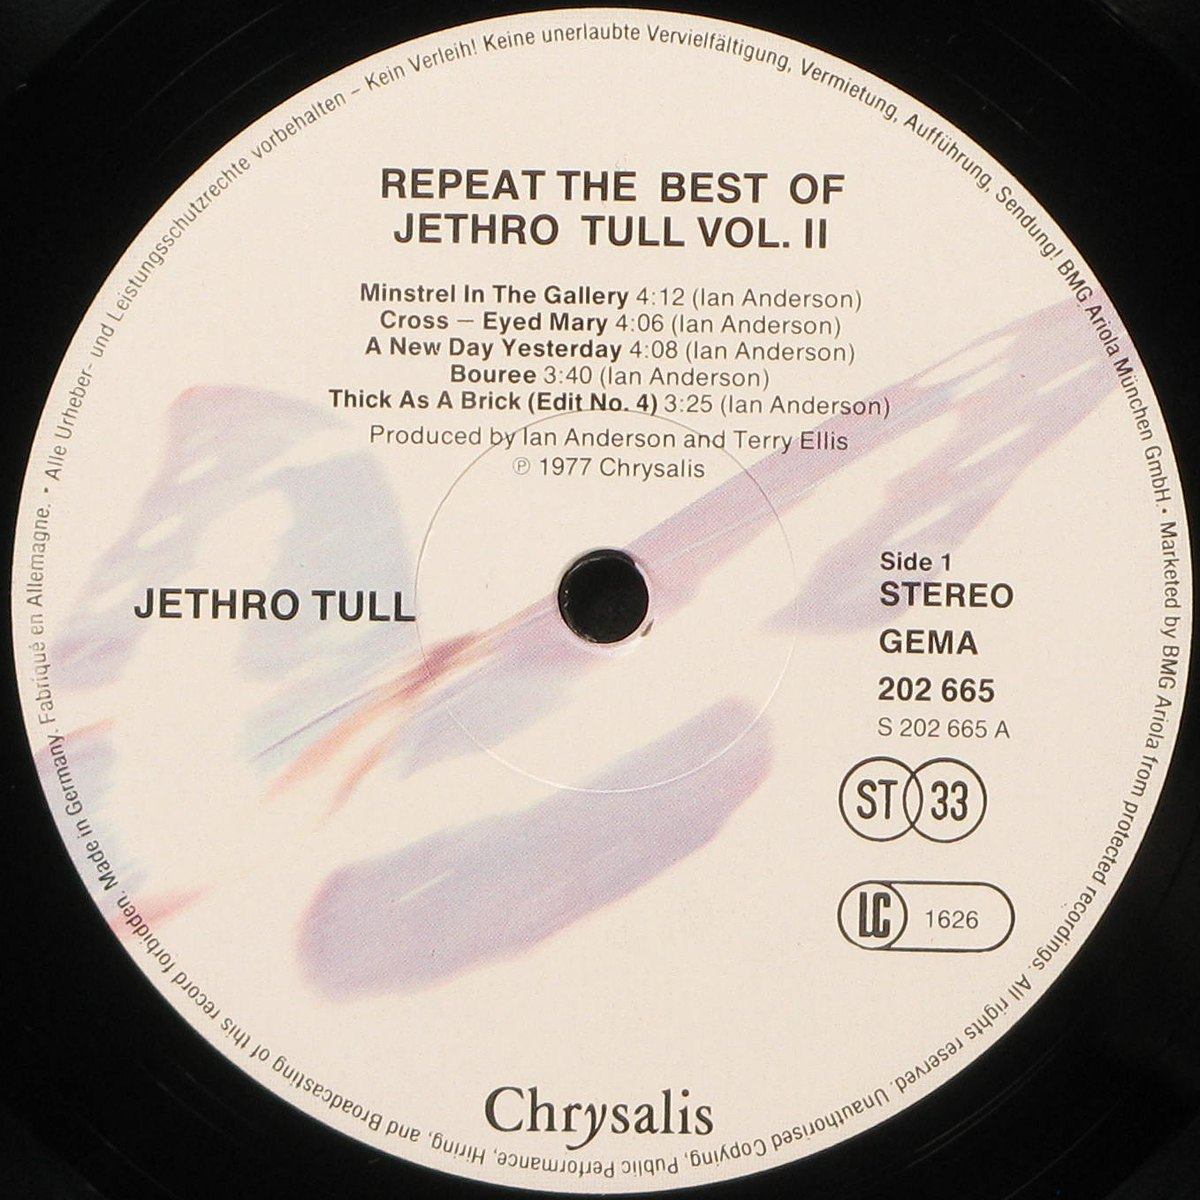 REPEAT THE BEST OF
JETHRO TULL VOL. II
Minstrel In The Gallery 4:12 (Ian Anderson)
Cross – Eyed Mary 4:06 (Ian Anderson)
A New Day Yesterday 4:08 (Ian Anderson)
Bouree 3:40 (Ian Anderson)
Thick As A Brick (Edit No. 4) 3:25 (Ian Anderson)
Produced by Ian Anderson and Terry Ellis
℗ 1977 Chrysalis
JETHRO TULL
Side 1
STEREO
GEMA
202 665
S 202 665 A
ST 33
LC 1626
Chrysalis
• Alle Urheber- und Leistungsschutzrechte vorbehalten – Kein Verleih! Keine unerlaubte Vervielfältigung, Vermietung, Aufführung, Sendung! BMG Ariola München GmbH. • Marketed by BMG Ariola from protected recordings. All rights reserved. Unauthorised Copying, Public Performance, Hiring, and Broadcasting of this record forbidden. Made in Germany. Fabriqué en Allemagne.